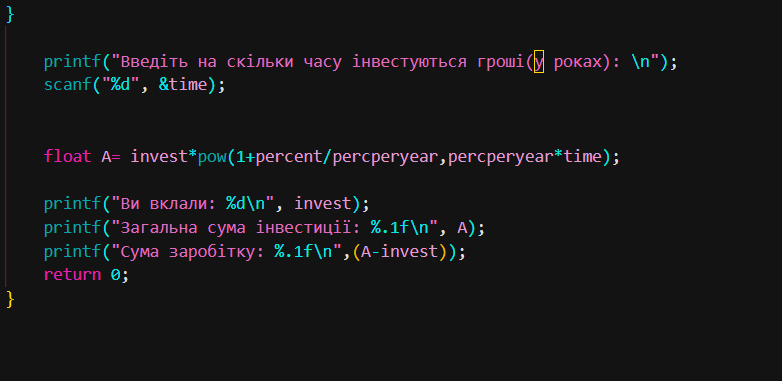 }
printf("Введіть на скільки часу інвестуються гроші(у роках): \n");
scanf("%d", &time);
float A= invest*pow(1+percent/percperyear,percperyear*time);
printf("Ви вклали: %d\n", invest);
printf("Загальна сума інвестиції: %.1f\n", A);
printf("Сума заробітку: %.1f\n",(A-invest));
return 0;
}